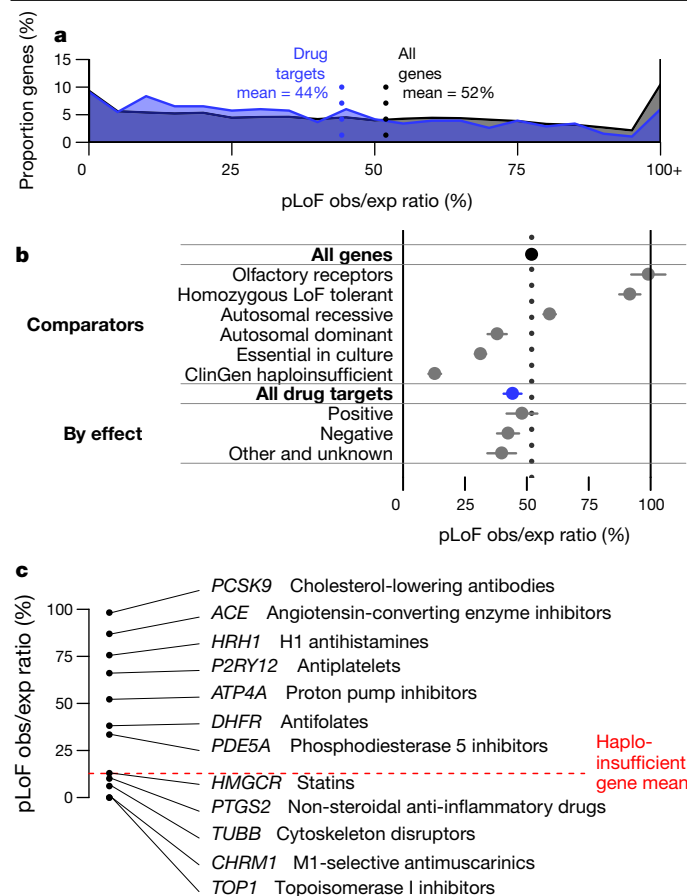 a
Proportion genes (%)
15
10
5
0
Drug
targets
mean = 44%
All
genes
mean = 52%
0
25
50
75
100+
pLoF obs/exp ratio (%)
b
All genes
Comparators
Olfactory receptors
Homozygous LoF tolerant
Autosomal recessive
Autosomal dominant
Essential in culture
ClinGen haploinsufficient
All drug targets
By effect
Positive
Negative
Other and unknown
0
25
50
75
100
pLoF obs/exp ratio (%)
c
pLoF obs/exp ratio (%)
100
75
50
25
0
PCSK9 Cholesterol-lowering antibodies
ACE Angiotensin-converting enzyme inhibitors
HRH1 H1 antihistamines
P2RY12 Antiplatelets
ATP4A Proton pump inhibitors
DHFR Antifolates
PDE5A Phosphodiesterase 5 inhibitors
Haplo-
insufficient
gene mean
HMGCR Statins
PTGS2 Non-steroidal anti-inflammatory drugs
TUBB Cytoskeleton disruptors
CHRM1 M1-selective antimuscarinics
TOP1 Topoisomerase I inhibitors